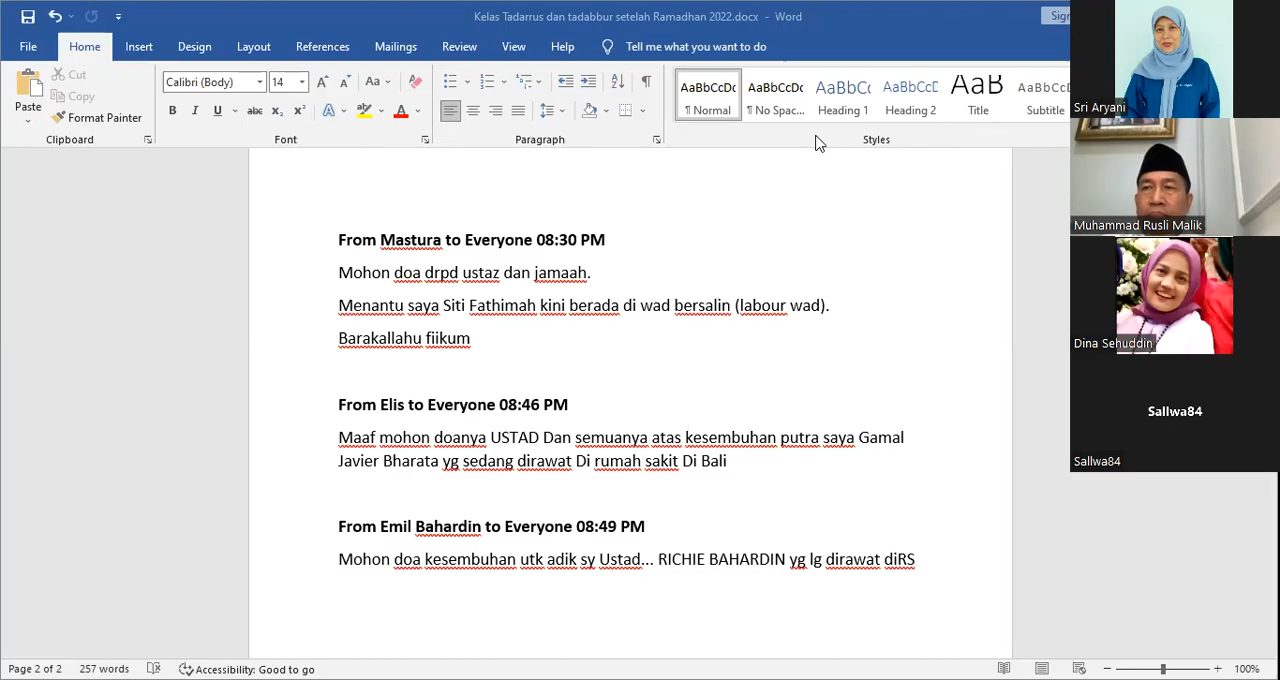 Kelas Tadarrus dan tadabbur setelah Ramadhan 2022.docx - Word
Sign
File Home Insert Design Layout References Mailings Review View Help Tell me what you want to do
Cut
Copy
Paste
Format Painter
Calibri (Body) 14
AaBbCcDc AaBbCcDc AaBbC AaBbCcD AaB AaBbCcD
¶ Normal ¶ No Spac... Heading 1 Heading 2 Title Subtitle
Clipboard Font Paragraph Styles
From Mastura to Everyone 08:30 PM
Mohon doa drpd ustaz dan jamaah.
Menantu saya Siti Fathimah kini berada di wad bersalin (labour wad).
Barakallahu fiikum
From Elis to Everyone 08:46 PM
Maaf mohon doanya USTAD Dan semuanya atas kesembuhan putra saya Gamal
Javier Bharata yg sedang dirawat Di rumah sakit Di Bali
From Emil Bahardin to Everyone 08:49 PM
Mohon doa kesembuhan utk adik sy Ustad... RICHIE BAHARDIN yg lg dirawat diRS
Sri Aryani
Muhammad Rusli Malik
Dina Sehuddin
Sallwa84
Sallwa84
Page 2 of 2 257 words Accessibility: Good to go 100%